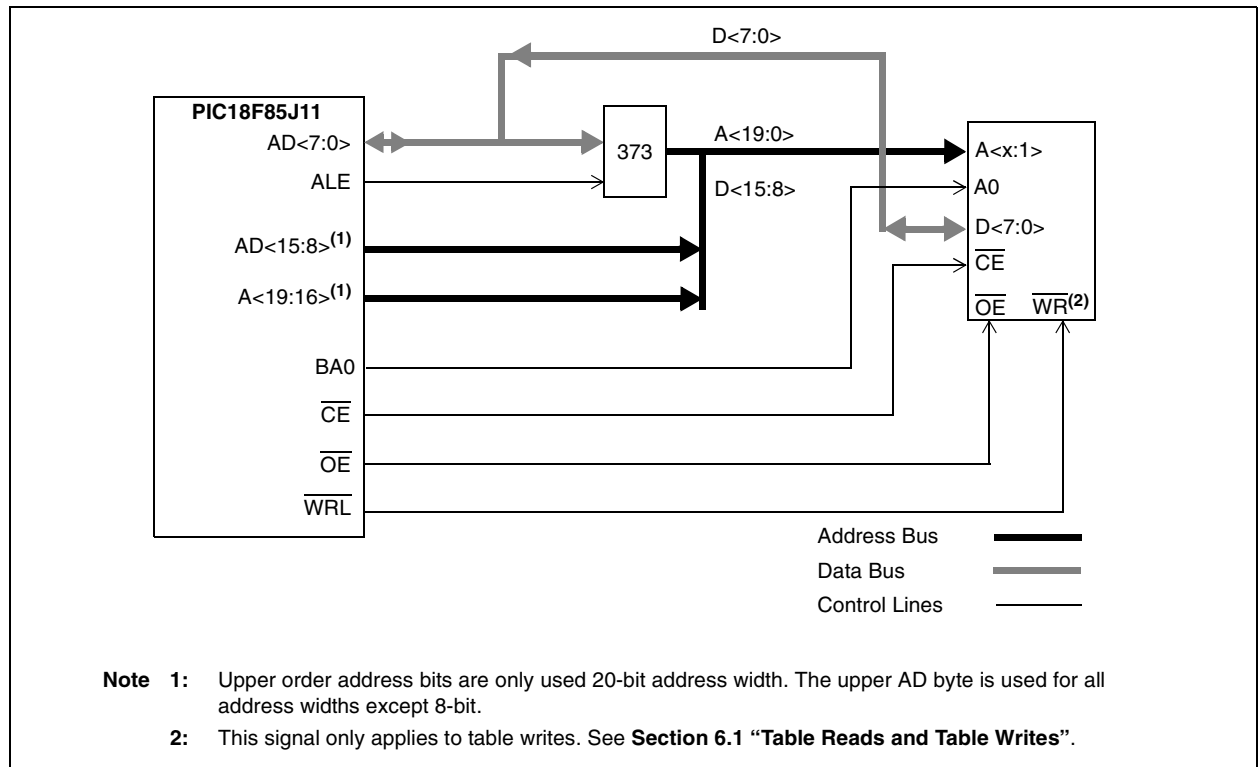 D<7:0>
PIC18F85J11
AD<7:0>
373
A<19:0>
A<x:1>
ALE
D<15:8>
A0
AD<15:8>(1)
D<7:0>
CE
A<19:16>(1)
OE WR(2)
BA0
CE
OE
WRL
Address Bus
Data Bus
Control Lines
Note 1: Upper order address bits are only used 20-bit address width. The upper AD byte is used for all
address widths except 8-bit.
2: This signal only applies to table writes. See Section 6.1 “Table Reads and Table Writes”.